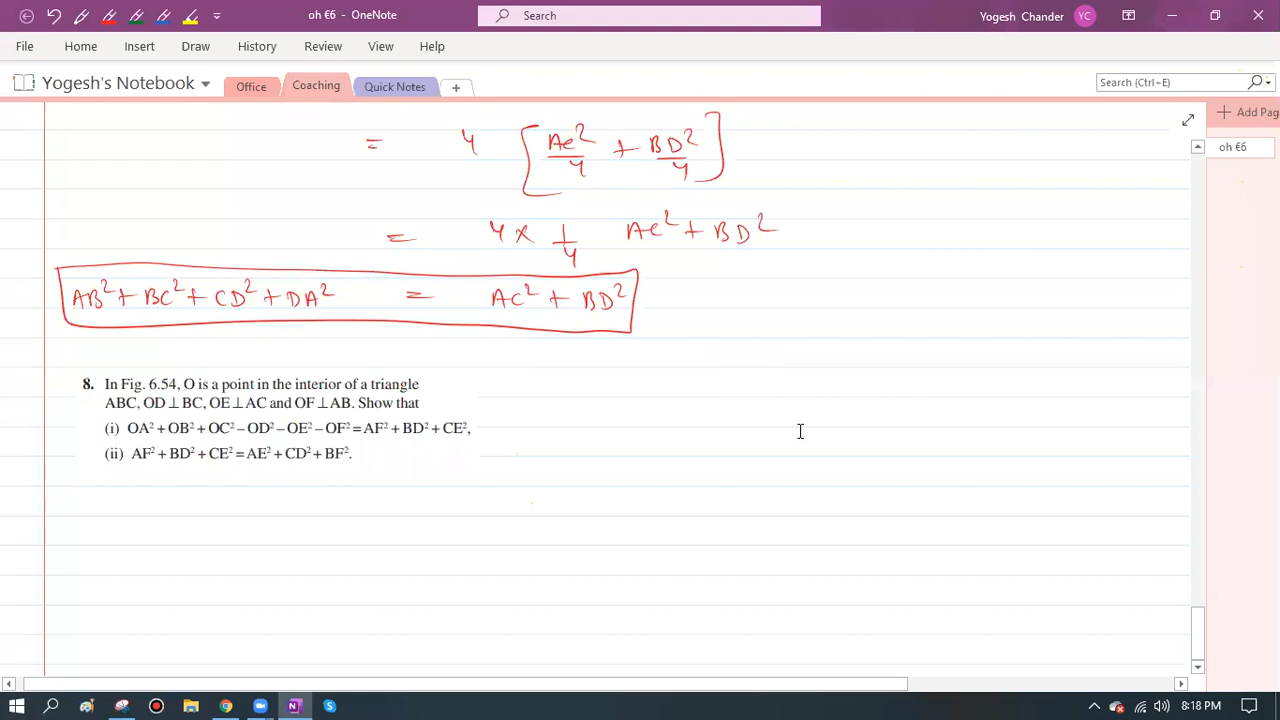 oh €6 - OneNote
Search
Yogesh Chander YC
File Home Insert Draw History Review View Help
Yogesh's Notebook Office Coaching Quick Notes + Search (Ctrl+E)
Add Pag
oh €6
= 4 [AC²/4 + BD²/4]
= 4 × 1/4 AC² + BD²
AB² + BC² + CD² + DA² = AC² + BD²
8. In Fig. 6.54, O is a point in the interior of a triangle
ABC, OD ⊥ BC, OE ⊥ AC and OF ⊥ AB. Show that
(i) OA² + OB² + OC² – OD² – OE² – OF² = AF² + BD² + CE²,
(ii) AF² + BD² + CE² = AE² + CD² + BF².
8:18 PM